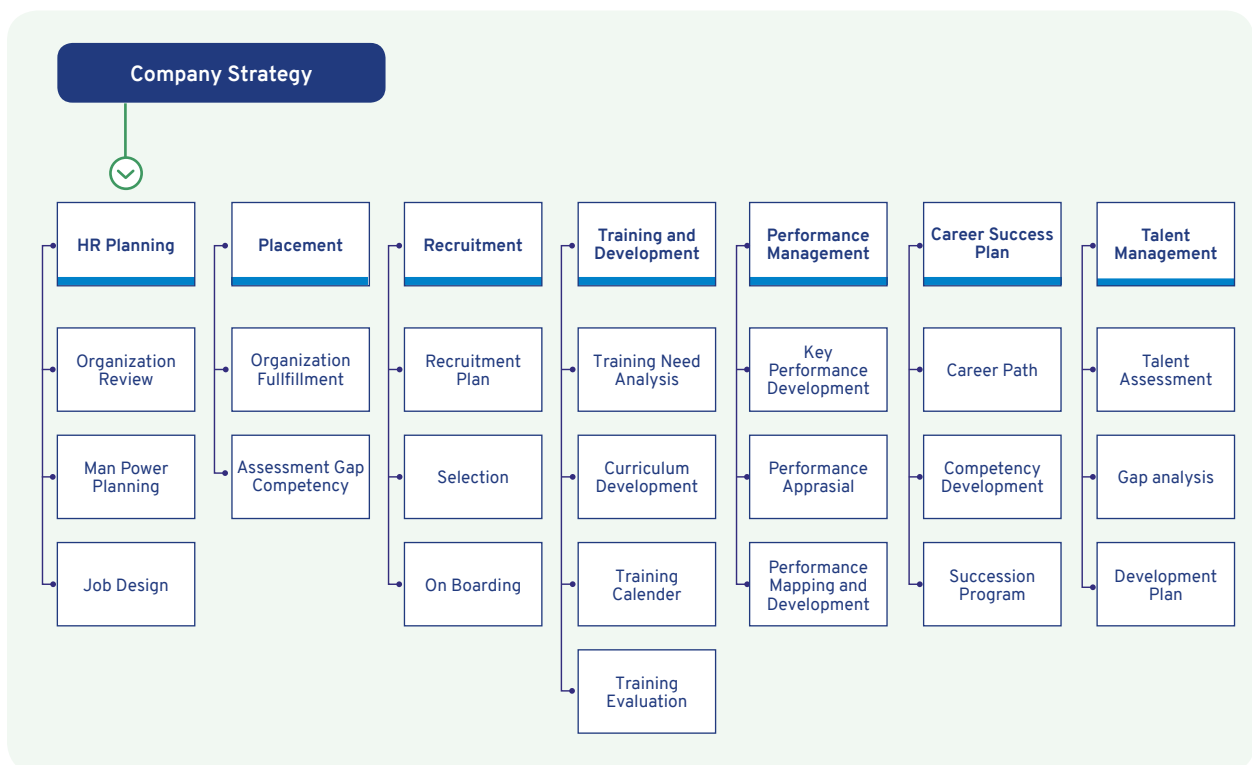 Company Strategy
HR Planning
Organization
Review
Man Power
Planning
Job Design
Placement
Organization
Fullfillment
Assessment Gap
Competency
Recruitment
Recruitment
Plan
Selection
On Boarding
Training and
Development
Training Need
Analysis
Curriculum
Development
Training
Calender
Training
Evaluation
Performance
Management
Key
Performance
Development
Performance
Apprasial
Performance
Mapping and
Development
Career Success
Plan
Career Path
Competency
Development
Succession
Program
Talent
Management
Talent
Assessment
Gap analysis
Development
Plan